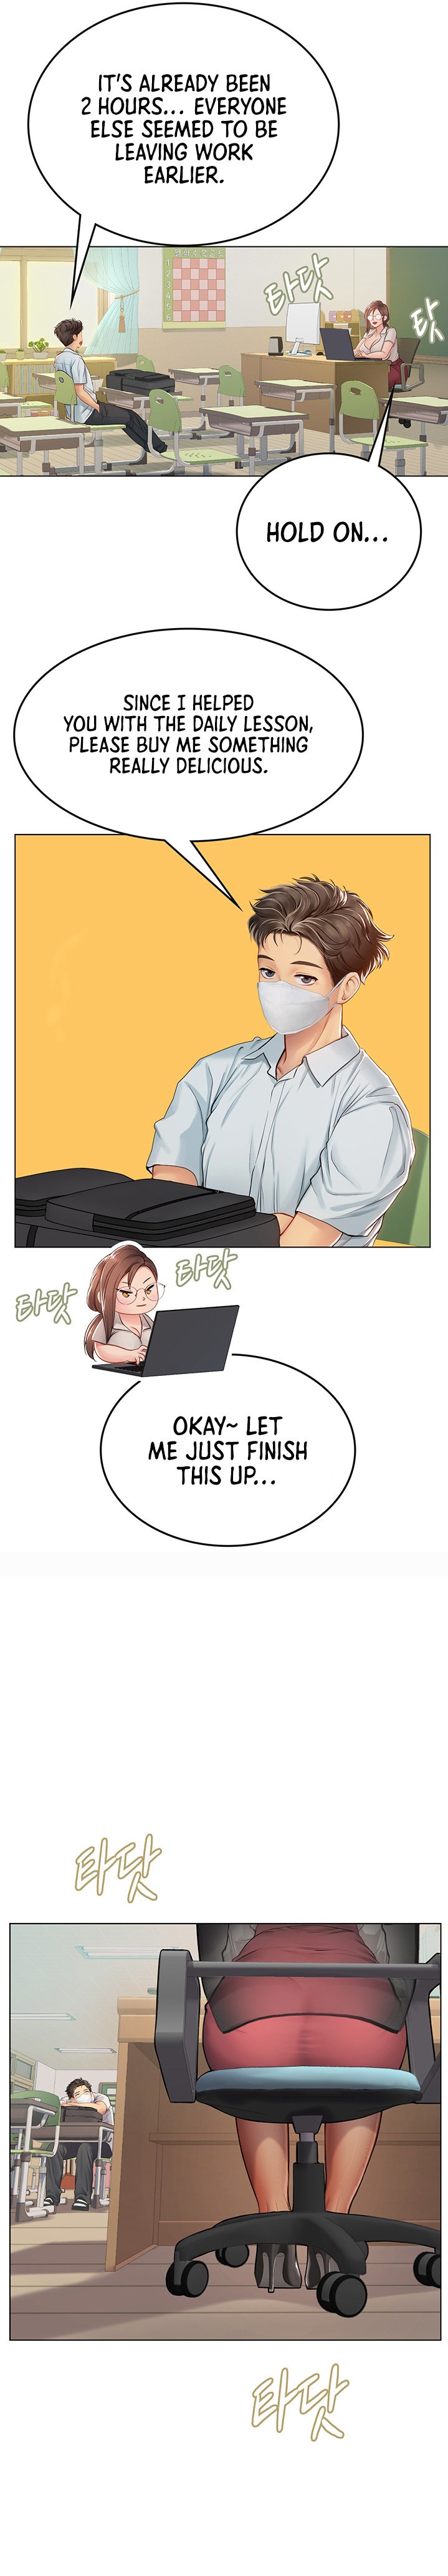 IT'S ALREADY BEEN
2 HOURS... EVERYONE
ELSE SEEMED TO BE
LEAVING WORK
EARLIER.
타닷
타
HOLD ON...
SINCE I HELPED
YOU WITH THE DAILY LESSON,
PLEASE BUY ME SOMETHING
REALLY DELICIOUS.
타닷
타닷
OKAY~ LET
ME JUST FINISH
THIS UP...
타닷
타닷